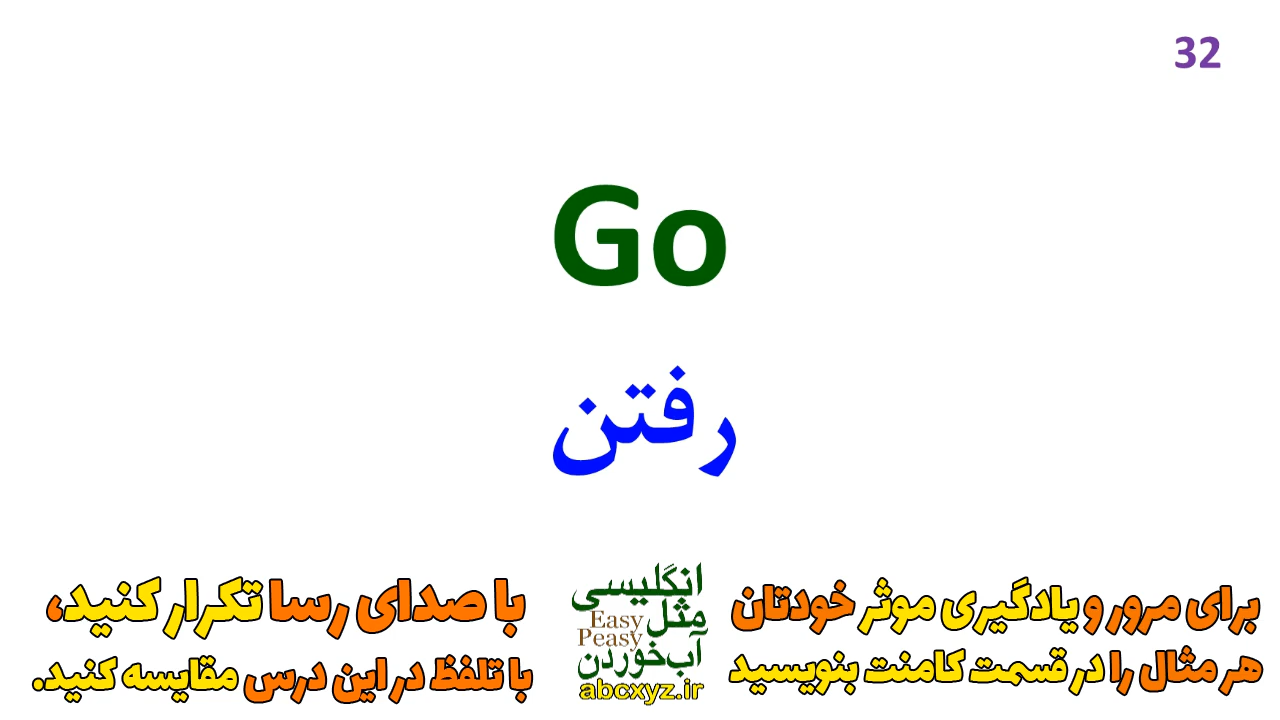 32
Go
رفتن
برای مرور و یادگیری موثر خودتان
هر مثال را در قسمت کامنت بنویسید
انگلیسی
مثل
Easy
Peasy
آب‌خوردن
abcxyz.ir
با صدای رسا تکرار کنید،
با تلفظ در این درس مقایسه کنید.